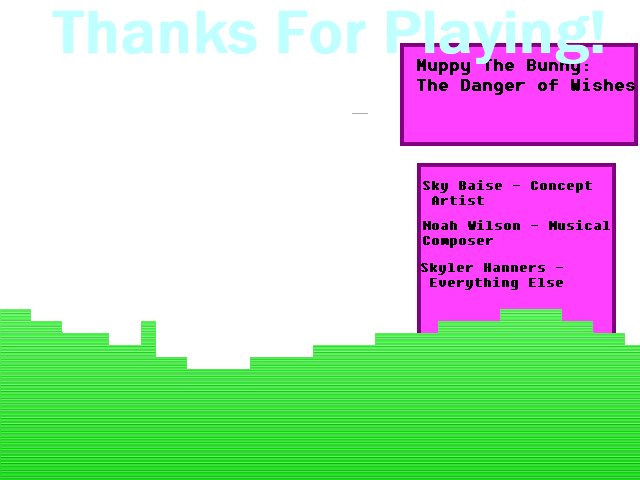 Thanks For Playing!
Muppy The Bunny:
The Danger of Wishes
Sky Baise - Concept
Artist
Noah Wilson - Musical
Composer
Skyler Hanners -
Everything Else